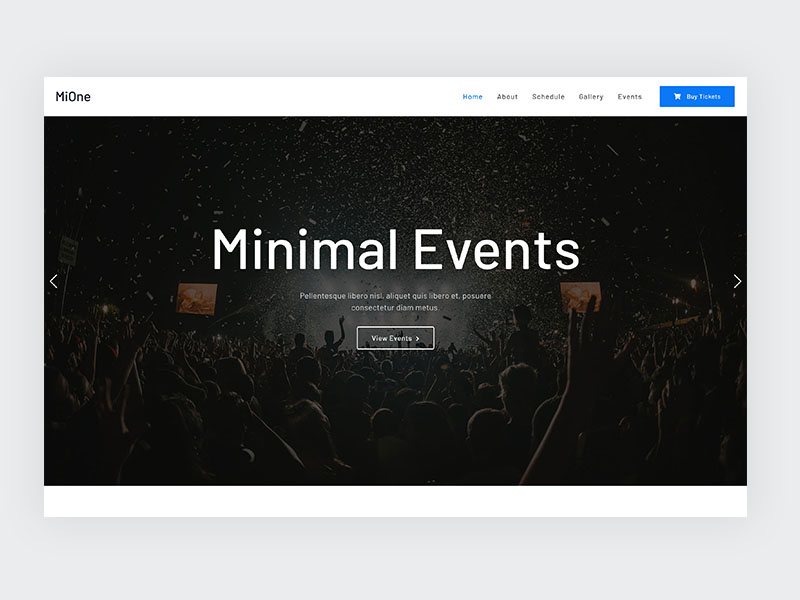 MiOne
Home About Schedule Gallery Events Buy Tickets
Minimal Events
Pellentesque libero nisi, aliquet quis libero et, posuere
consectetur diam metus.
View Events